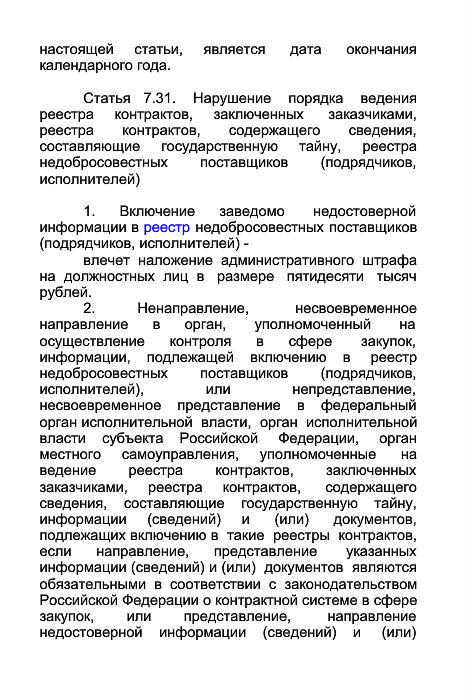 настоящей статьи, является дата окончания
календарного года.
Статья 7.31. Нарушение порядка ведения
реестра контрактов, заключенных заказчиками,
реестра контрактов, содержащего сведения,
составляющие государственную тайну, реестра
недобросовестных поставщиков (подрядчиков,
исполнителей)
1. Включение заведомо недостоверной
информации в реестр недобросовестных поставщиков
(подрядчиков, исполнителей) -
влечет наложение административного штрафа
на должностных лиц в размере пятидесяти тысяч
рублей.
2. Ненаправление, несвоевременное
направление в орган, уполномоченный на
осуществление контроля в сфере закупок,
информации, подлежащей включению в реестр
недобросовестных поставщиков (подрядчиков,
исполнителей), или непредставление,
несвоевременное представление в федеральный
орган исполнительной власти, орган исполнительной
власти субъекта Российской Федерации, орган
местного самоуправления, уполномоченные на
ведение реестра контрактов, заключенных
заказчиками, реестра контрактов, содержащего
сведения, составляющие государственную тайну,
информации (сведений) и (или) документов,
подлежащих включению в такие реестры контрактов,
если направление, представление указанных
информации (сведений) и (или) документов являются
обязательными в соответствии с законодательством
Российской Федерации о контрактной системе в сфере
закупок, или представление, направление
недостоверной информации (сведений) и (или)